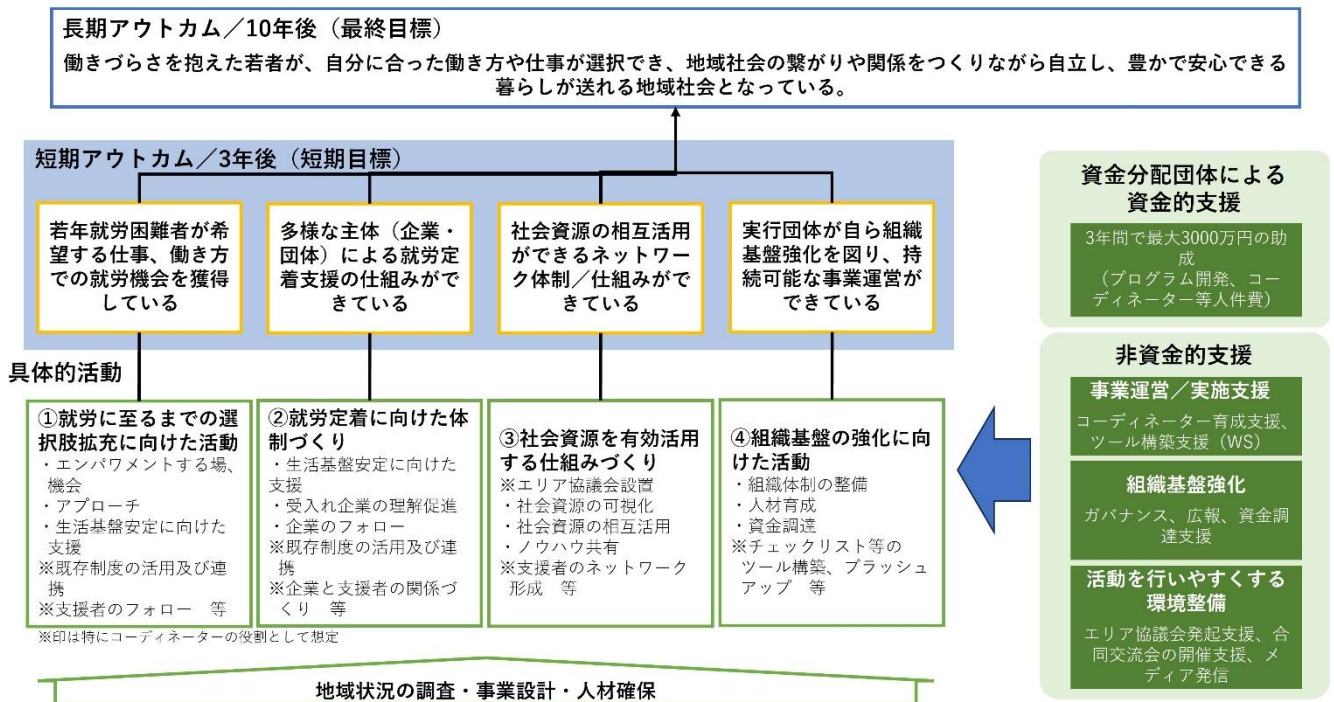 長期アウトカム／10年後（最終目標）
働きづらさを抱えた若者が、自分に合った働き方や仕事が選択でき、地域社会の繋がりや関係をつくりながら自立し、豊かで安心できる
暮らしが送れる地域社会となっている。
短期アウトカム／3年後（短期目標）
若年就労困難者が希
望する仕事、働き方
での就労機会を獲得
している
多様な主体（企業・
団体）による就労定
着支援の仕組みがで
きている
社会資源の相互活用
ができるネットワー
ク体制／仕組みがで
きている
実行団体が自ら組織
基盤強化を図り、持
続可能な事業運営が
できている
具体的活動
①就労に至るまでの選
択肢拡充に向けた活動
・エンパワメントする場、
機会
・アプローチ
・生活基盤安定に向けた
支援
※既存制度の活用及び連
携
※支援者のフォロー　等
②就労定着に向けた体
制づくり
・生活基盤安定に向けた
支援
・受入れ企業の理解促進
・企業のフォロー
※既存制度の活用及び連
携
※企業と支援者の関係づ
くり　等
③社会資源を有効活用
する仕組みづくり
※エリア協議会設置
・社会資源の可視化
・社会資源の相互活用
・ノウハウ共有
※支援者のネットワーク
形成　等
④組織基盤の強化に向
けた活動
・組織体制の整備
・人材育成
・資金調達
※チェックリスト等の
ツール構築、ブラッシュ
アップ　等
※印は特にコーディネーターの役割として想定
地域状況の調査・事業設計・人材確保
資金分配団体による
資金的支援
3年間で最大3000万円の助
成
（プログラム開発、コー
ディネーター等人件費）
非資金的支援
事業運営／実施支援
コーディネーター育成支援、
ツール構築支援（WS）
組織基盤強化
ガバナンス、広報、資金調
達支援
活動を行いやすくする
環境整備
エリア協議会発起支援、合
同交流会の開催支援、メ
ディア発信